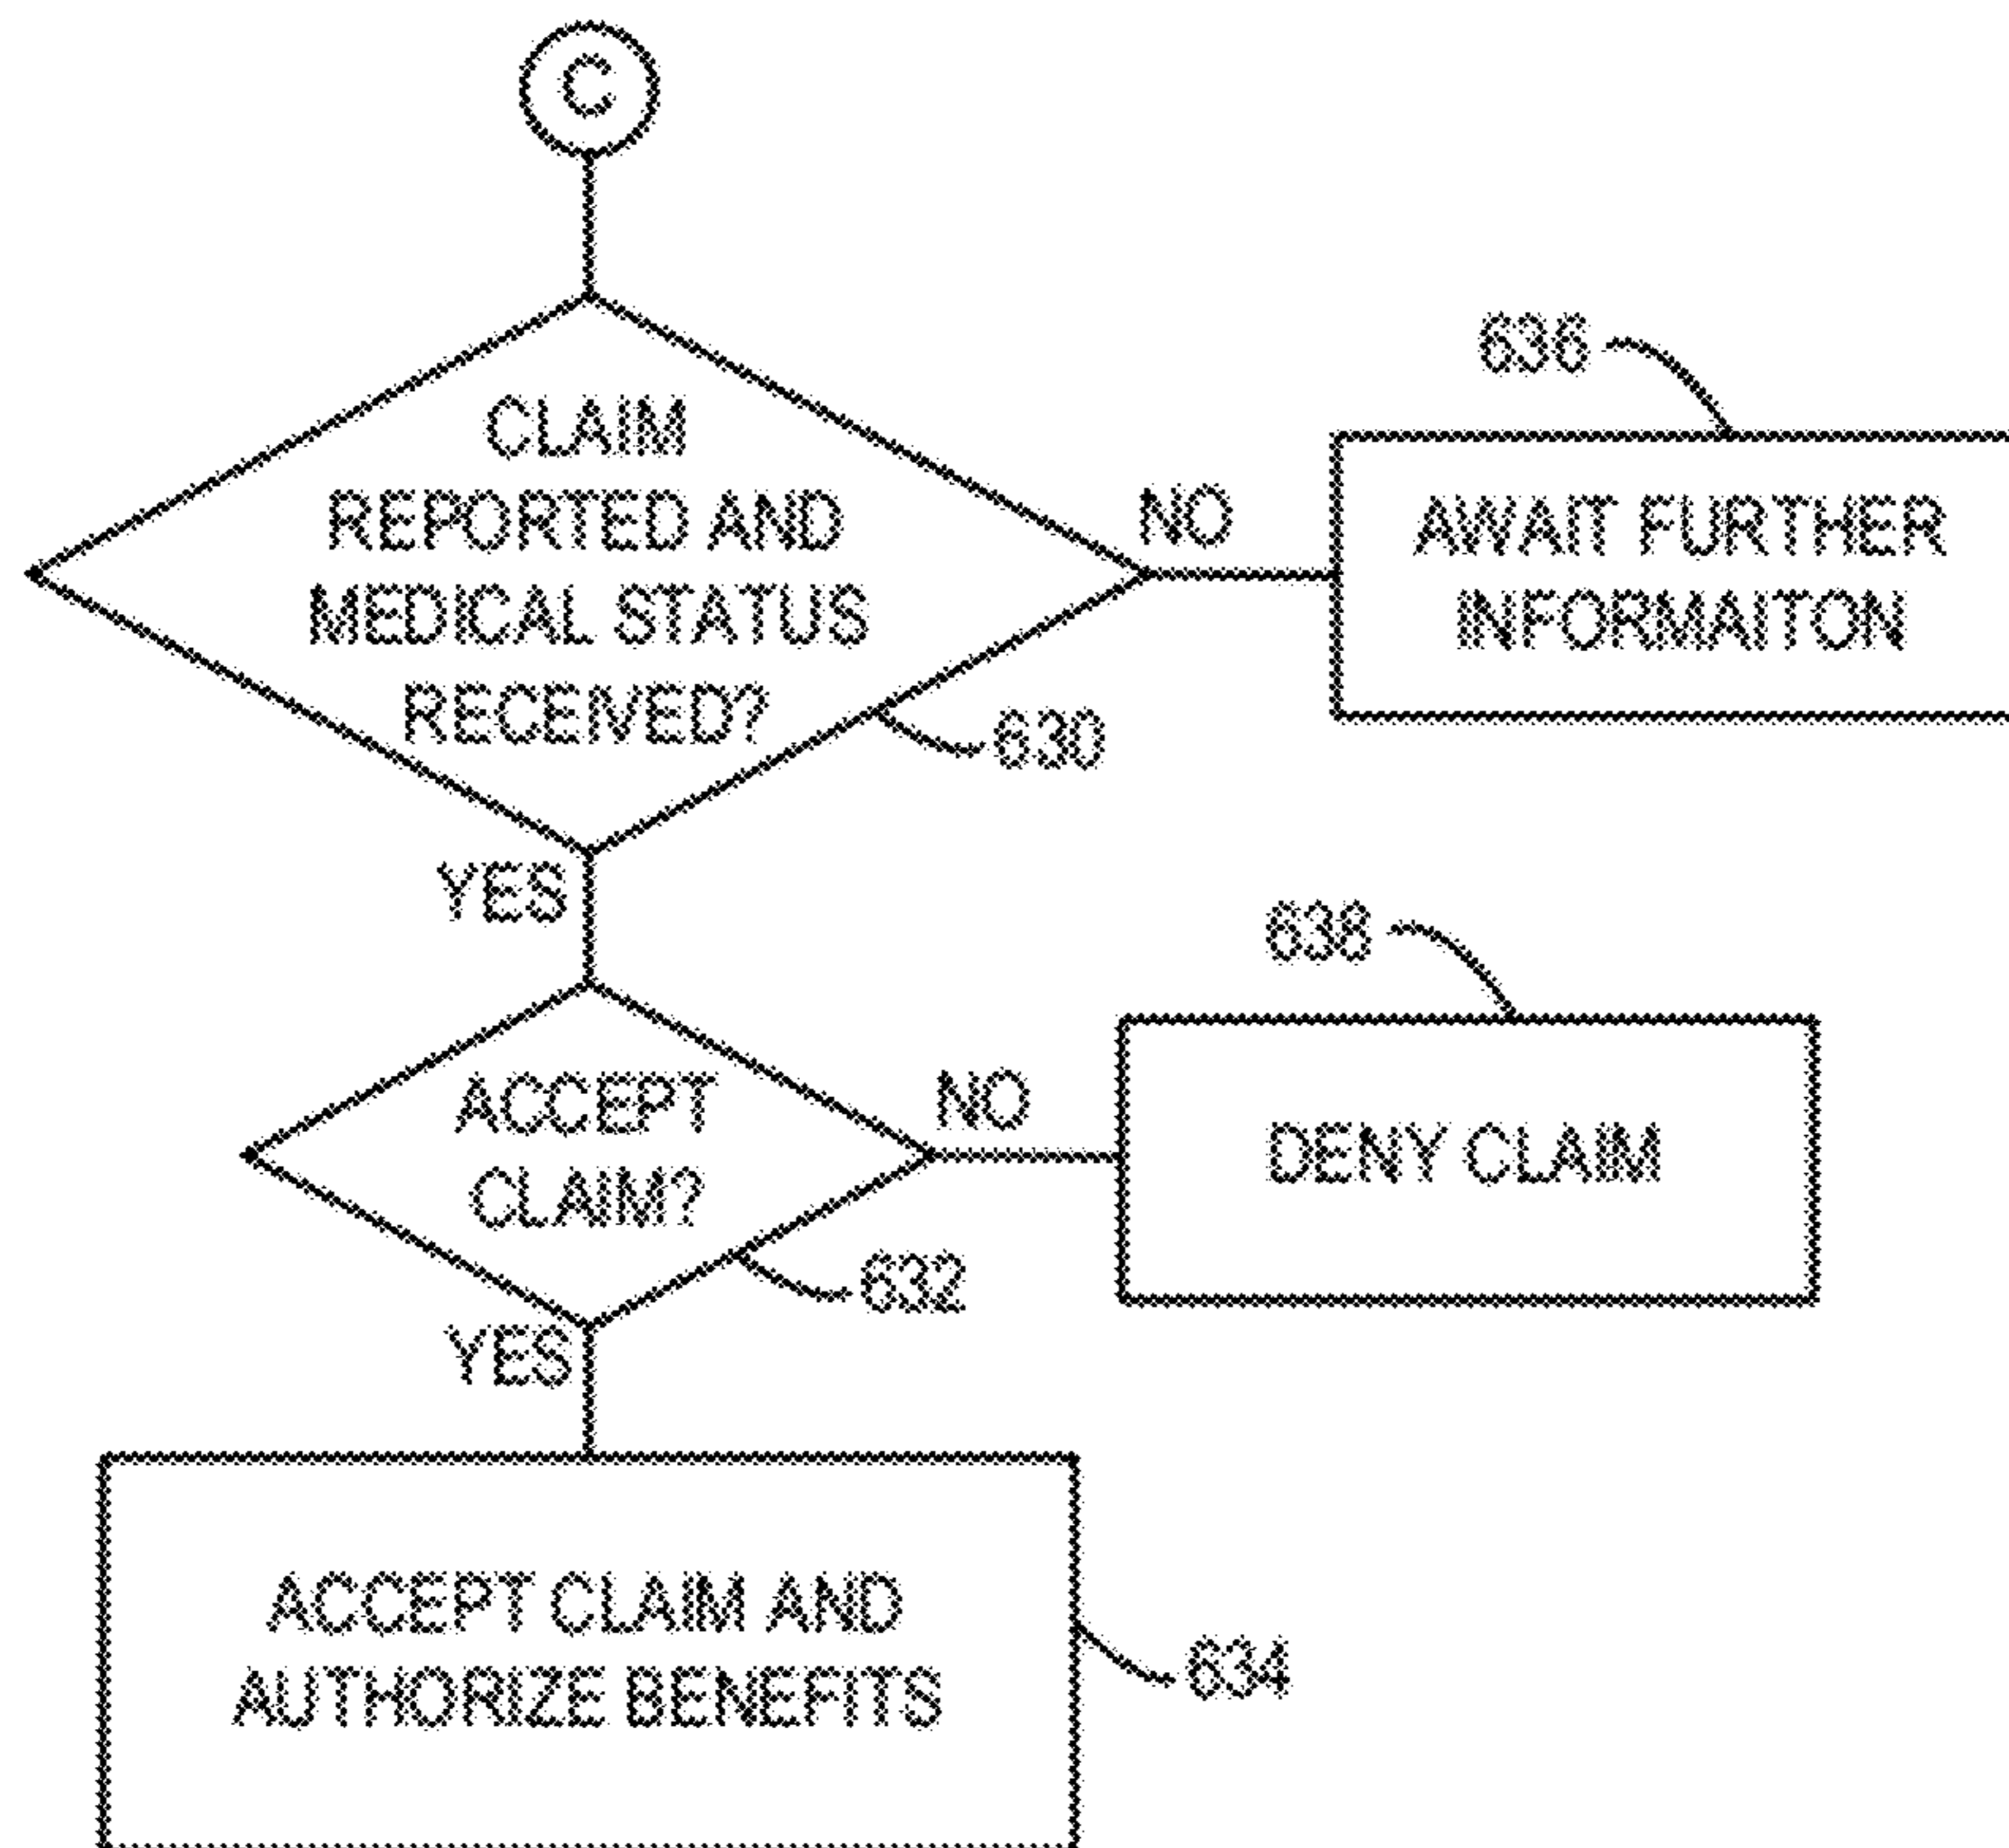 C
CLAIM
REPORTED AND
MEDICAL STATUS
RECEIVED?
630
NO
636
AWAIT FURTHER
INFORMAITON
YES
ACCEPT
CLAIM?
632
NO
638
DENY CLAIM
YES
ACCEPT CLAIM AND
AUTHORIZE BENEFITS
634